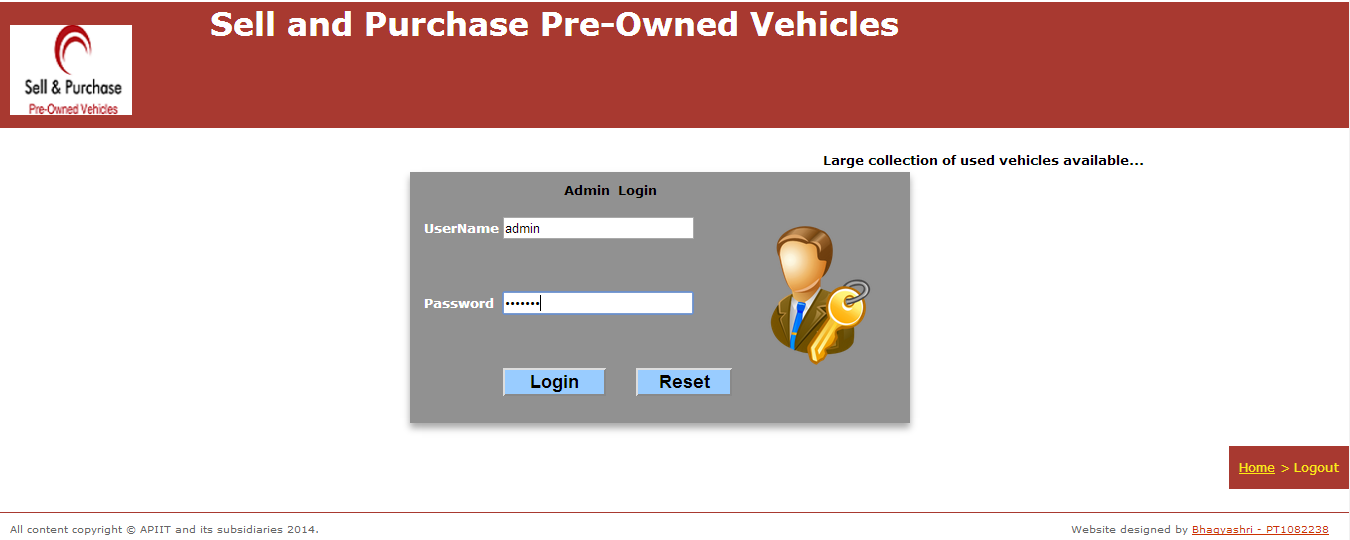 Sell and Purchase Pre-Owned Vehicles
Sell & Purchase
Pre-Owned Vehicles
Large collection of used vehicles available...
Admin Login
UserName admin
Password •••••••
Login Reset
Home > Logout
All content copyright © APIIT and its subsidiaries 2014. Website designed by Bhagyashri - PT1082238